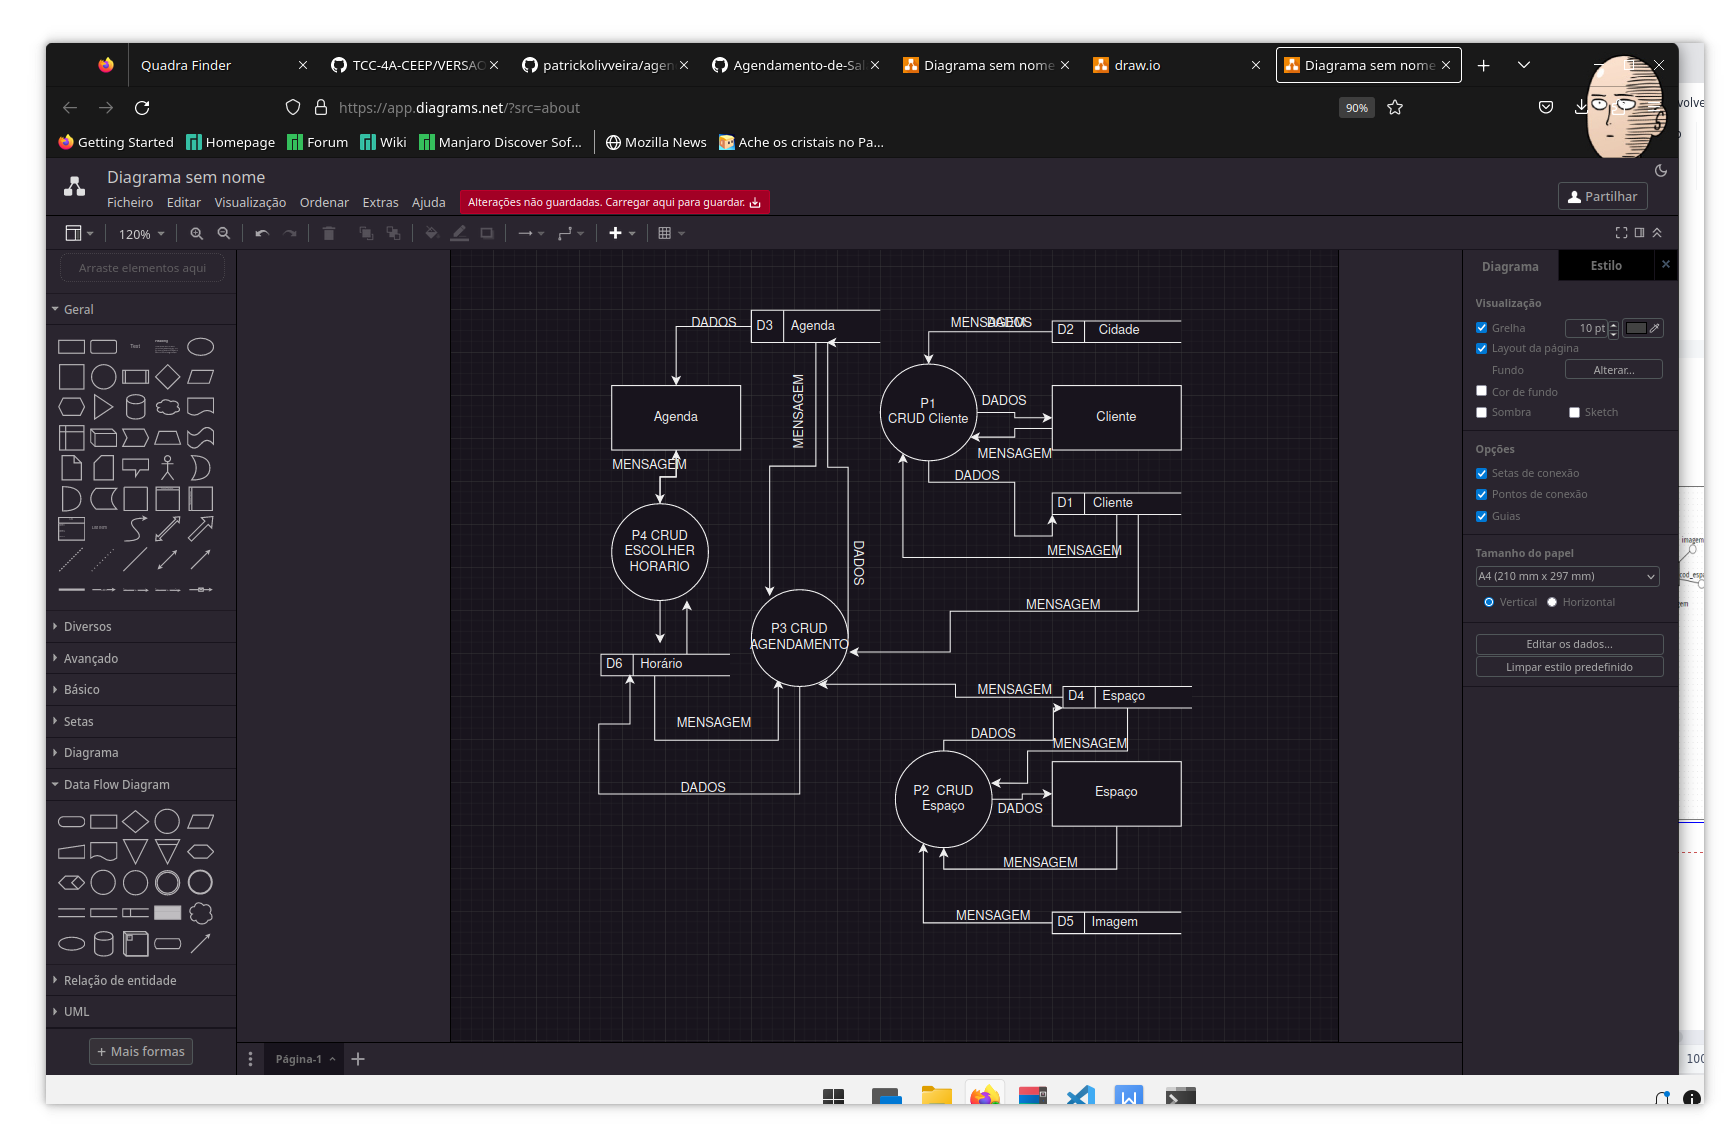 Quadra Finder
TCC-4A-CEEP/VERSAO
patrickolivveira/agen
Agendamento-de-Sal
Diagrama sem nome
draw.io
Diagrama sem nome
https://app.diagrams.net/?src=about
90%
Getting Started
Homepage
Forum
Wiki
Manjaro Discover Sof...
Mozilla News
Ache os cristais no Pa...
Diagrama sem nome
Ficheiro Editar Visualização Ordenar Extras Ajuda
Alterações não guardadas. Carregar aqui para guardar.
Partilhar
120%
Arraste elementos aqui
Geral
Text
Diversos
Avançado
Básico
Setas
Diagrama
Data Flow Diagram
Relação de entidade
UML
+ Mais formas
DADOS
D3 Agenda
MENSAGEM
DADOS
D2 Cidade
Agenda
MENSAGEM
P1
CRUD Cliente
DADOS
Cliente
MENSAGEM
MENSAGEM
DADOS
D1 Cliente
P4 CRUD
ESCOLHER
HORARIO
DADOS
MENSAGEM
MENSAGEM
P3 CRUD
AGENDAMENTO
D6 Horário
MENSAGEM
D4 Espaço
MENSAGEM
DADOS
MENSAGEM
DADOS
P2 CRUD
Espaço
DADOS
Espaço
MENSAGEM
MENSAGEM
D5 Imagem
Página-1
Diagrama
Estilo
Visualização
Grelha
10 pt
Layout da página
Fundo
Alterar...
Cor de fundo
Sombra
Sketch
Opções
Setas de conexão
Pontos de conexão
Guias
Tamanho do papel
A4 (210 mm x 297 mm)
Vertical
Horizontal
Editar os dados...
Limpar estilo predefinido
volve
imagem
cod_espa
gem
100